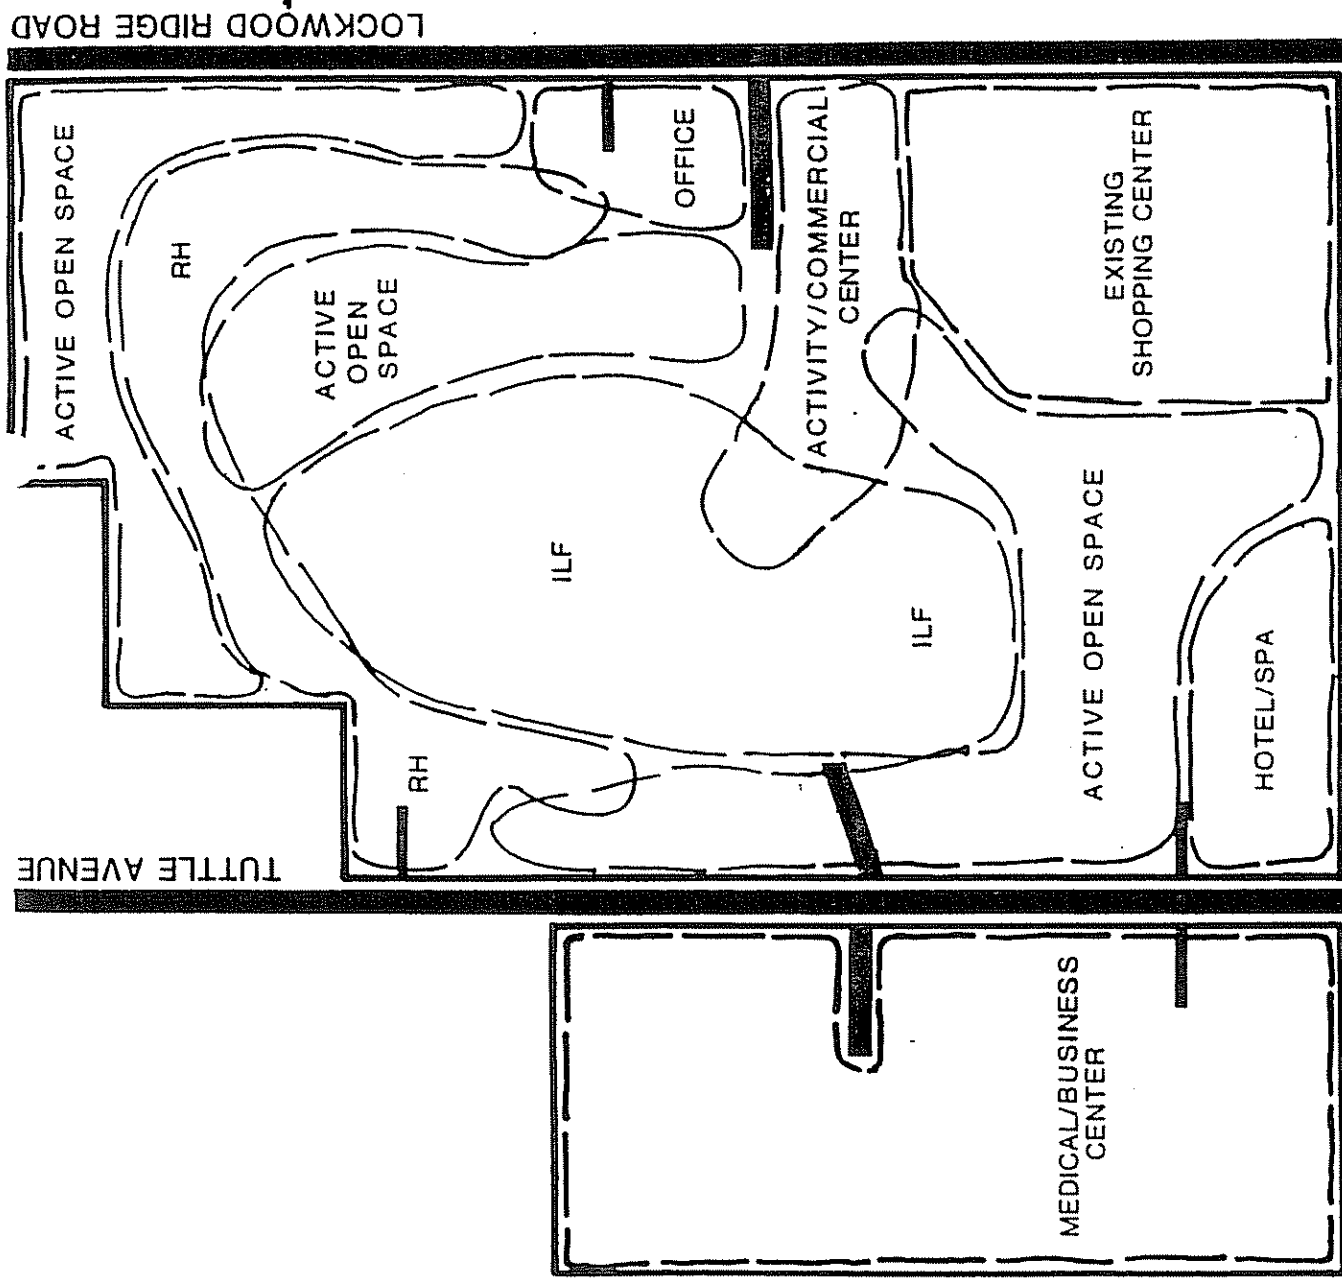 LOCKWOOD RIDGE ROAD
ACTIVE OPEN SPACE
RH
ACTIVE
OPEN
SPACE
OFFICE
ACTIVITY/COMMERCIAL
CENTER
EXISTING
SHOPPING CENTER
ILF
ILF
ACTIVE OPEN SPACE
RH
HOTEL/SPA
TUTTLE AVENUE
MEDICAL/BUSINESS
CENTER